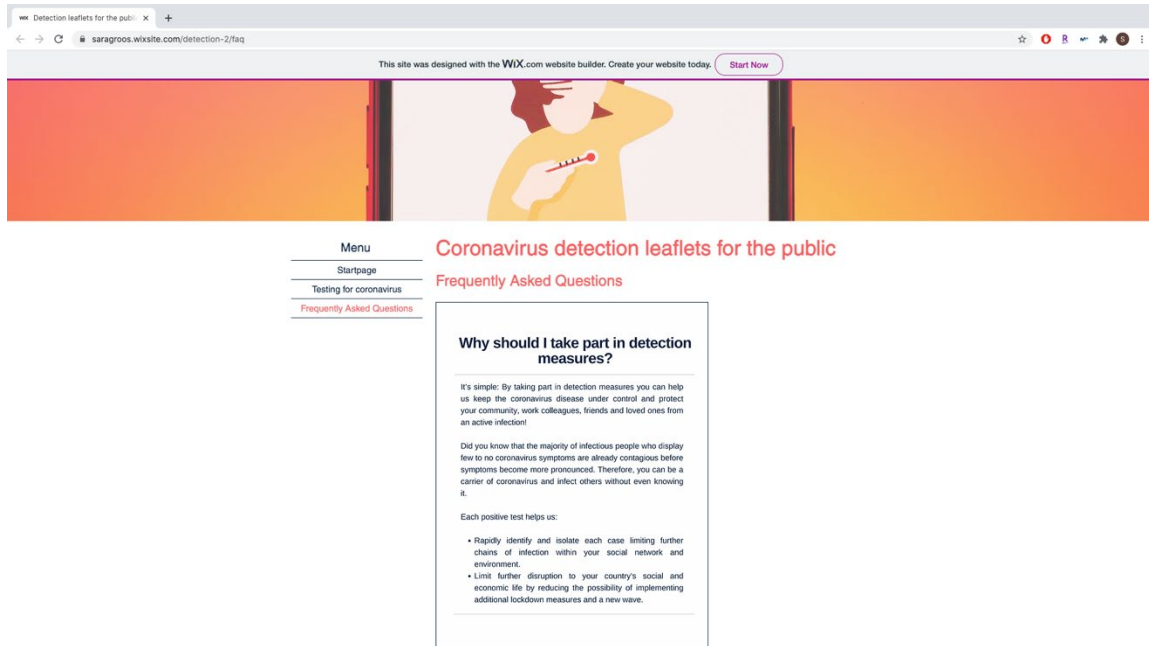 WiX Detection leaflets for the publi
saragroos.wixsite.com/detection-2/faq
This site was designed with the WiX.com website builder. Create your website today. Start Now
Menu
Startpage
Testing for coronavirus
Frequently Asked Questions
Coronavirus detection leaflets for the public
Frequently Asked Questions
Why should I take part in detection
measures?
It's simple: By taking part in detection measures you can help
us keep the coronavirus disease under control and protect
your community, work colleagues, friends and loved ones from
an active infection!
Did you know that the majority of infectious people who display
few to no coronavirus symptoms are already contagious before
symptoms become more pronounced. Therefore, you can be a
carrier of coronavirus and infect others without even knowing
it.
Each positive test helps us:
• Rapidly identify and isolate each case limiting further
chains of infection within your social network and
environment.
• Limit further disruption to your country's social and
economic life by reducing the possibility of implementing
additional lockdown measures and a new wave.